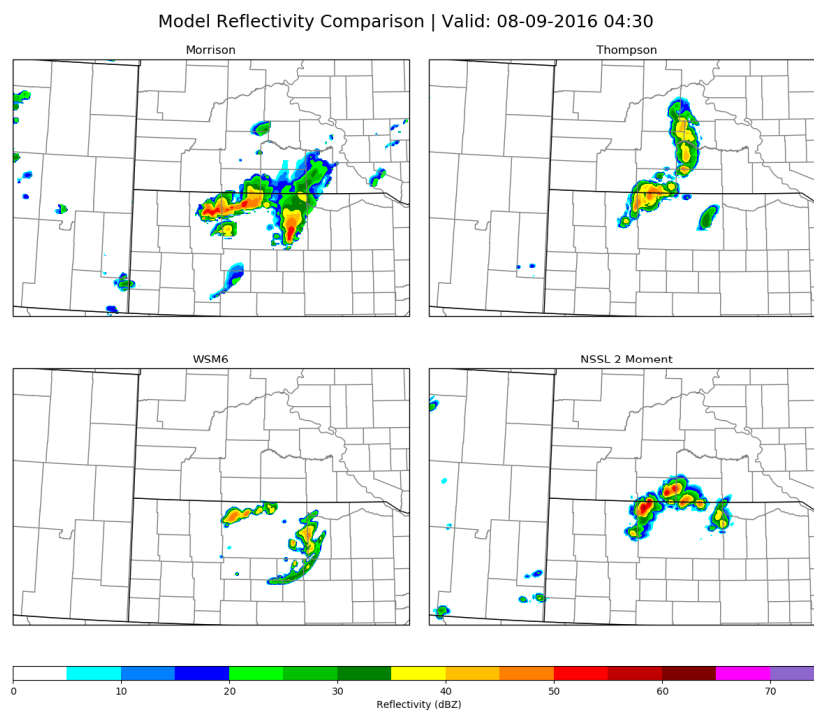 Model Reflectivity Comparison | Valid: 08-09-2016 04:30
Morrison
Thompson
WSM6
NSSL 2 Moment
0 10 20 30 40 50 60 70
Reflectivity (dBZ)